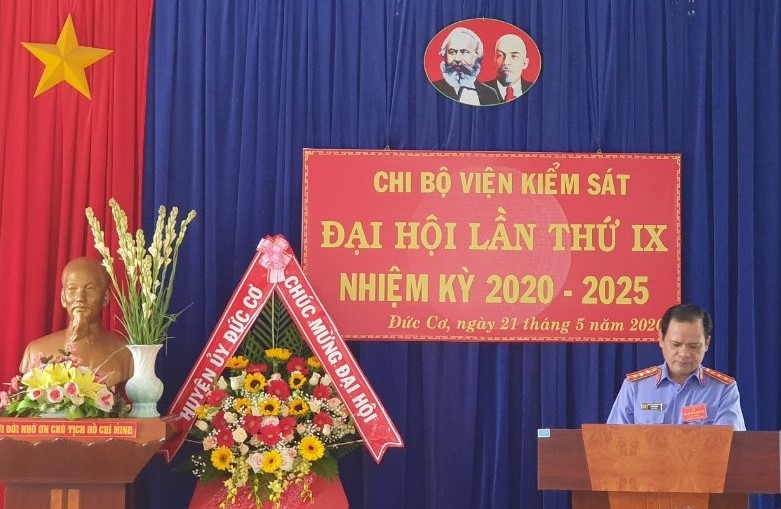 CHI BỘ VIỆN KIỂM SÁT
ĐẠI HỘI LẦN THỨ IX
NHIỆM KỲ 2020 - 2025
Đức Cơ, ngày 21 tháng 5 năm 2020
HUYỆN ỦY ĐỨC CƠ
CHÚC MỪNG ĐẠI HỘI
ĐỜI NHỚ ƠN CHỦ TỊCH HỒ CHÍ MINH